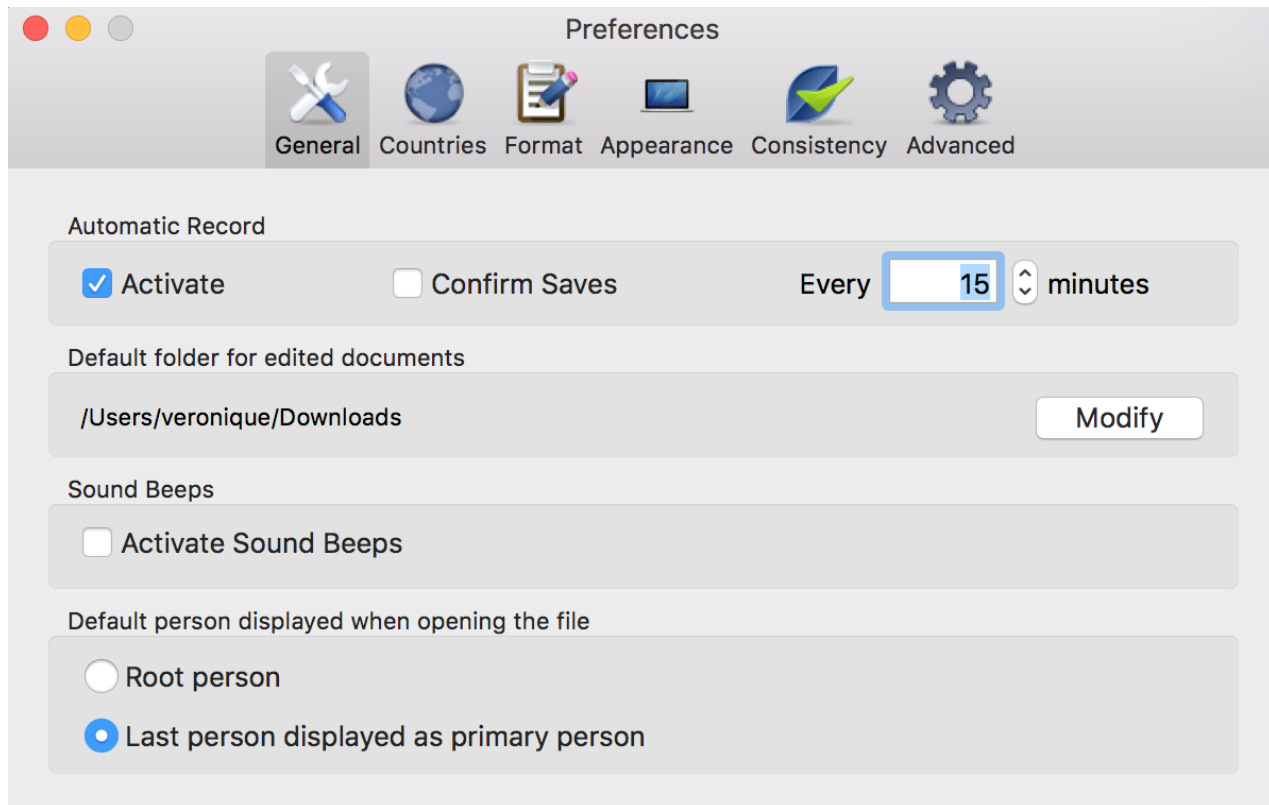 Preferences
General Countries Format Appearance Consistency Advanced
Automatic Record
Activate Confirm Saves Every 15 minutes
Default folder for edited documents
/Users/veronique/Downloads Modify
Sound Beeps
Activate Sound Beeps
Default person displayed when opening the file
Root person
Last person displayed as primary person